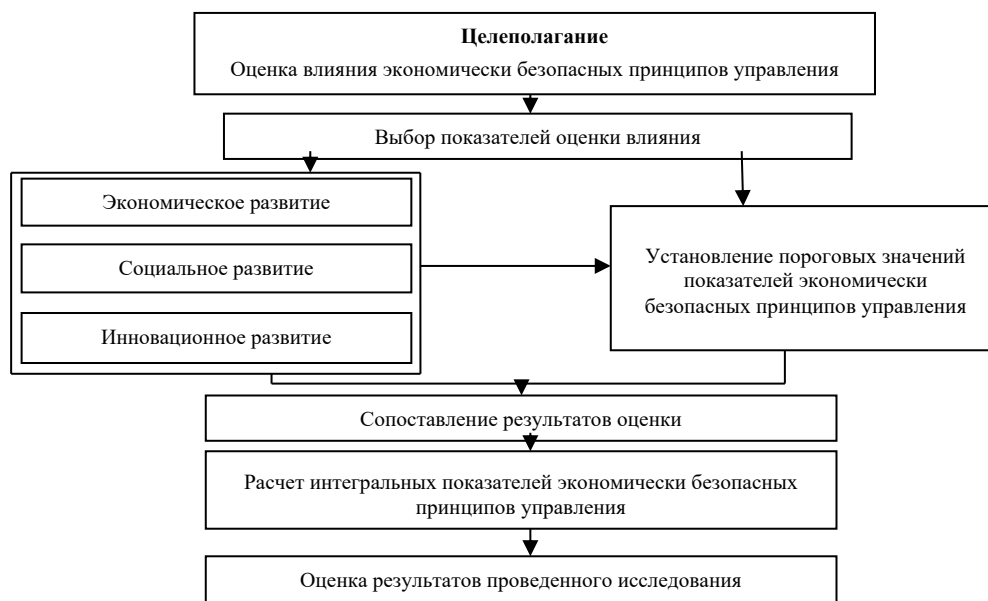 Целеполагание
Оценка влияния экономически безопасных принципов управления
Выбор показателей оценки влияния
Экономическое развитие
Социальное развитие
Инновационное развитие
Установление пороговых значений
показателей экономически
безопасных принципов управления
Сопоставление результатов оценки
Расчет интегральных показателей экономически безопасных
принципов управления
Оценка результатов проведенного исследования